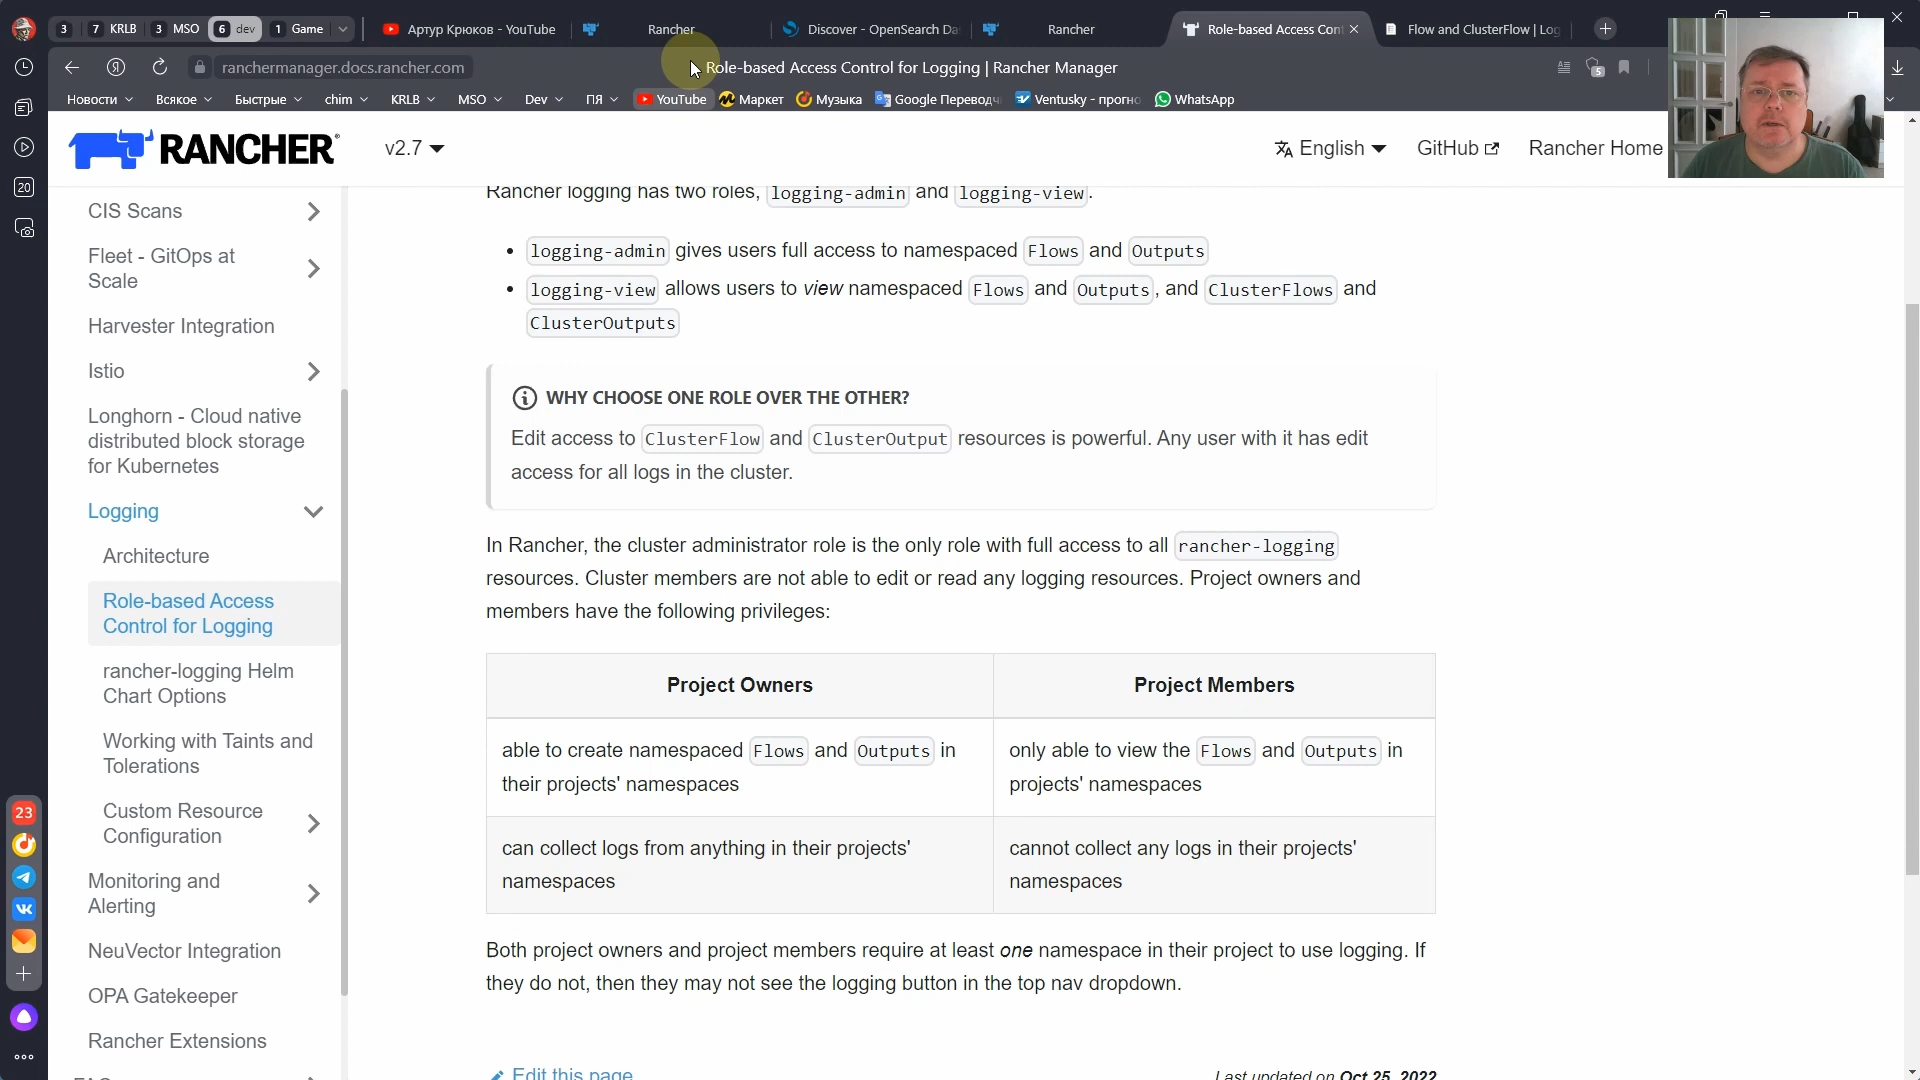 3
7 KRLB
3 MSO
6 dev
1 Game
Артур Крюков - YouTube
Rancher
Discover - OpenSearch Da
Rancher
Role-based Access Con
Flow and ClusterFlow | Log
ranchermanager.docs.rancher.com
Role-based Access Control for Logging | Rancher Manager
5
Новости
Всякое
Быстрые
chim
KRLB
MSO
Dev
ПЯ
YouTube
Маркет
Музыка
Google Переводч
Ventusky - прогно
WhatsApp
20
23
RANCHER
v2.7
English
GitHub
Rancher Home
CIS Scans
Fleet - GitOps at
Scale
Harvester Integration
Istio
Longhorn - Cloud native
distributed block storage
for Kubernetes
Logging
Architecture
Role-based Access
Control for Logging
rancher-logging Helm
Chart Options
Working with Taints and
Tolerations
Custom Resource
Configuration
Monitoring and
Alerting
NeuVector Integration
OPA Gatekeeper
Rancher Extensions
FAQ
Rancher logging has two roles, logging-admin and logging-view.
• logging-admin gives users full access to namespaced Flows and Outputs
• logging-view allows users to view namespaced Flows and Outputs, and ClusterFlows and
ClusterOutputs
WHY CHOOSE ONE ROLE OVER THE OTHER?
Edit access to ClusterFlow and ClusterOutput resources is powerful. Any user with it has edit
access for all logs in the cluster.
In Rancher, the cluster administrator role is the only role with full access to all rancher-logging
resources. Cluster members are not able to edit or read any logging resources. Project owners and
members have the following privileges:
Project Owners
Project Members
able to create namespaced Flows and Outputs in
their projects' namespaces
only able to view the Flows and Outputs in
projects' namespaces
can collect logs from anything in their projects'
namespaces
cannot collect any logs in their projects'
namespaces
Both project owners and project members require at least one namespace in their project to use logging. If
they do not, then they may not see the logging button in the top nav dropdown.
Edit this page
Last updated on Oct 25, 2022